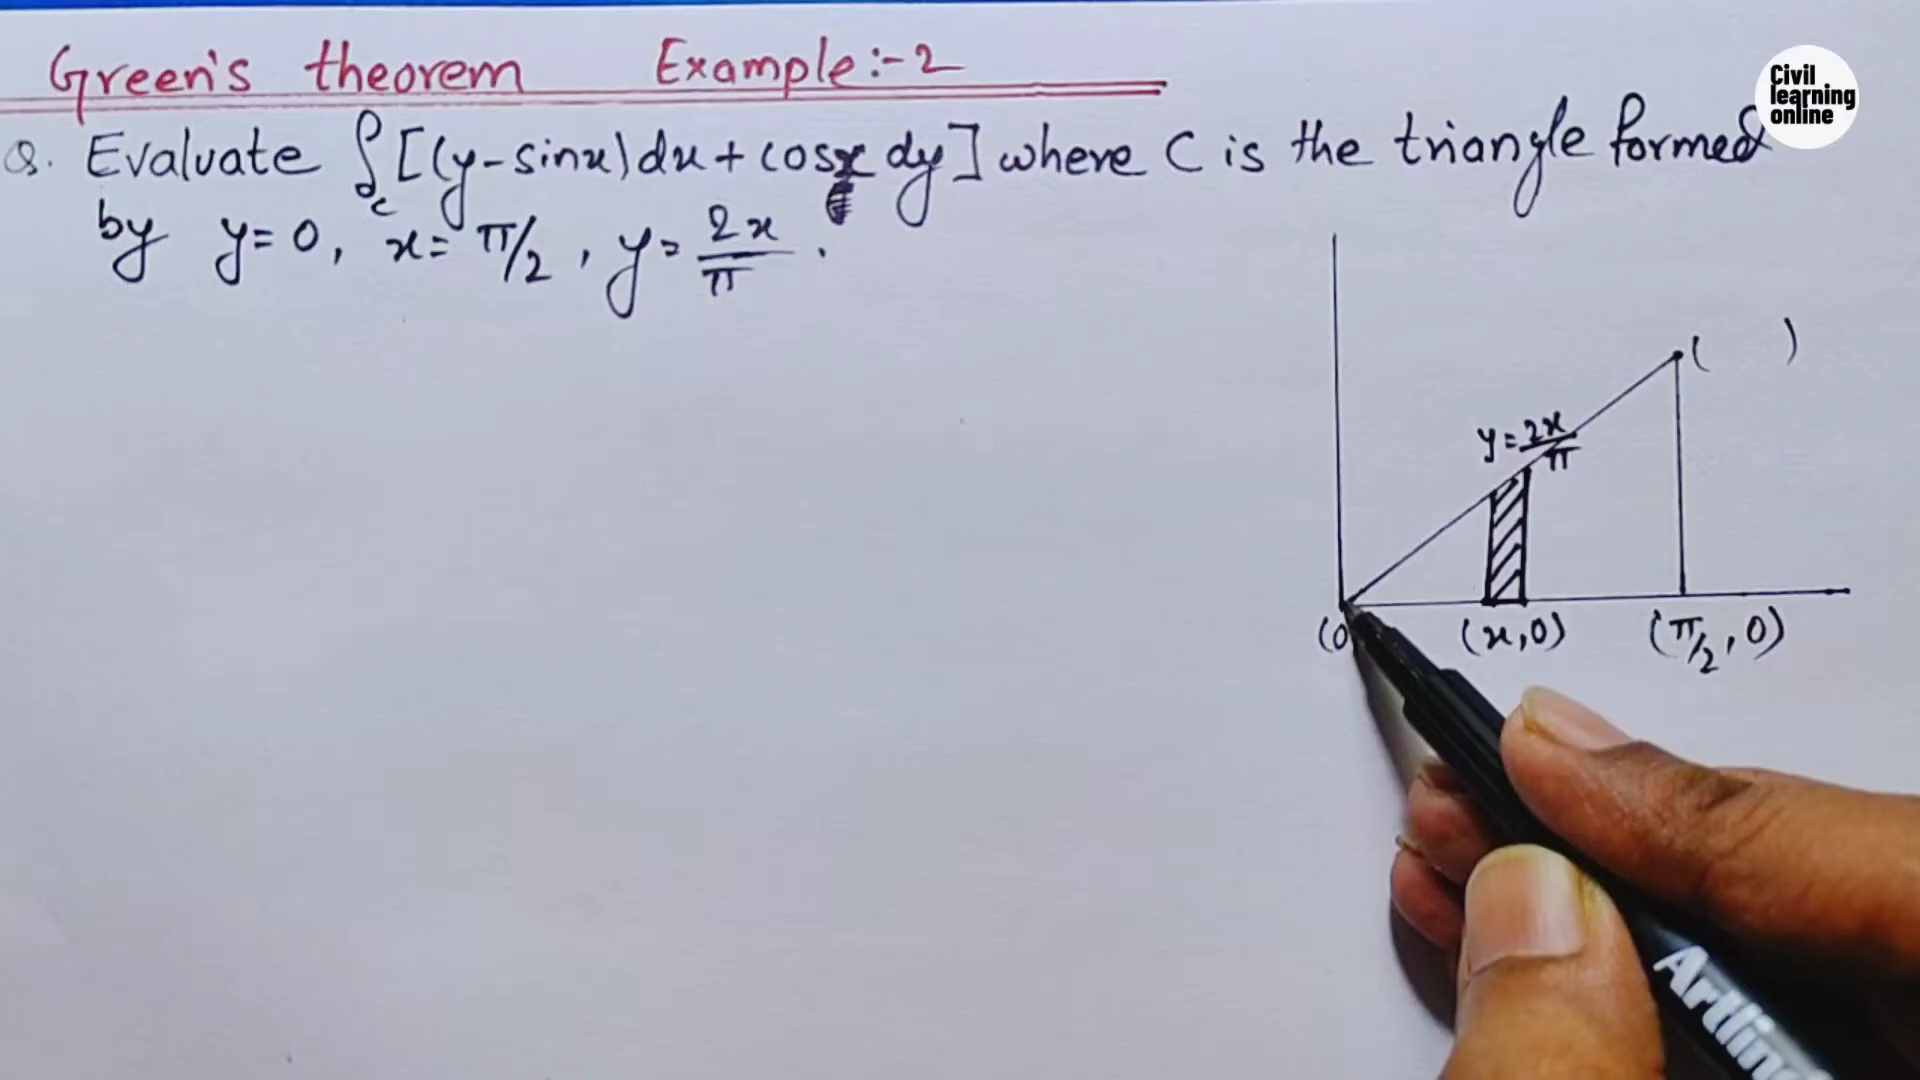 Green's theorem Example:-2
Civil
learning
online
Q. Evaluate ∫c [(y-sinx)dx+cosx dy] where C is the triangle formed
by y=0, x=π/2, y=2x/π.
( )
y=2x/π
(0
(x,0)
(π/2,0)
Artlin